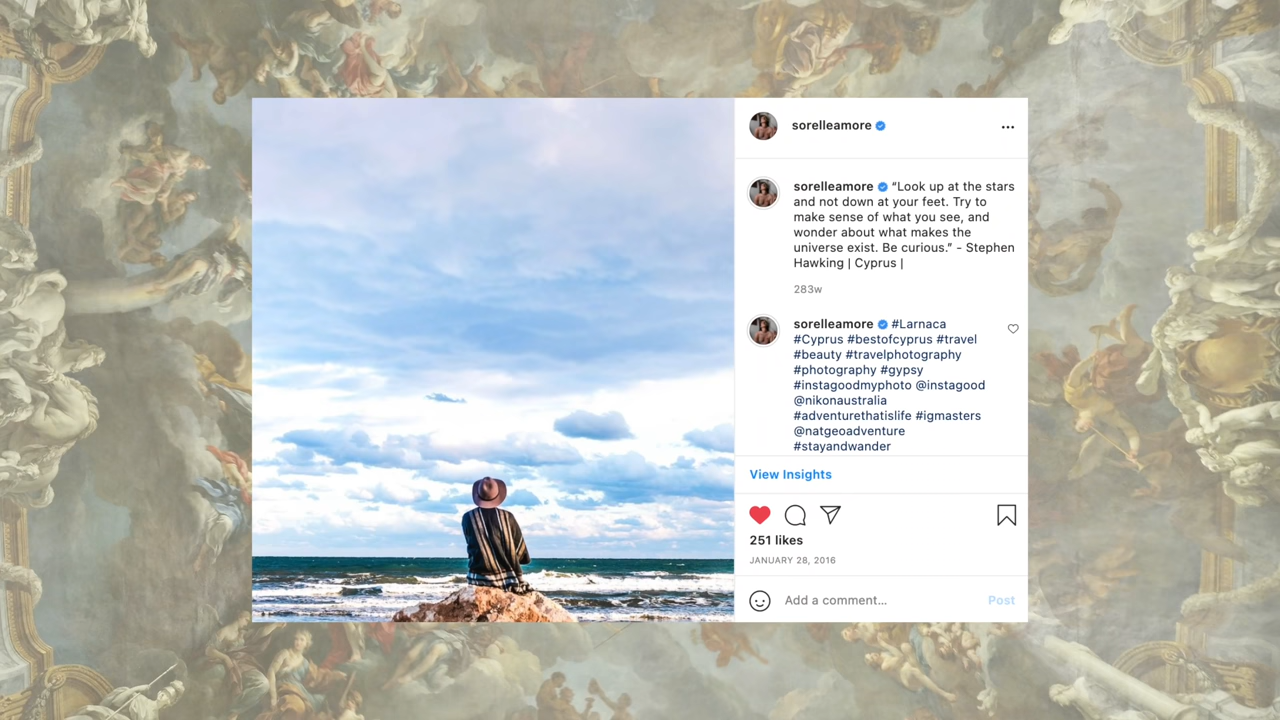 sorelleamore
sorelleamore “Look up at the stars
and not down at your feet. Try to
make sense of what you see, and
wonder about what makes the
universe exist. Be curious.” - Stephen
Hawking | Cyprus |
283w
sorelleamore #Larnaca
#Cyprus #bestofcyprus #travel
#beauty #travelphotography
#photography #gypsy
#instagoodmyphoto @instagood
@nikonaustralia
#adventurethatislife #igmasters
@natgeoadventure
#stayandwander
View Insights
251 likes
JANUARY 28, 2016
Add a comment... Post